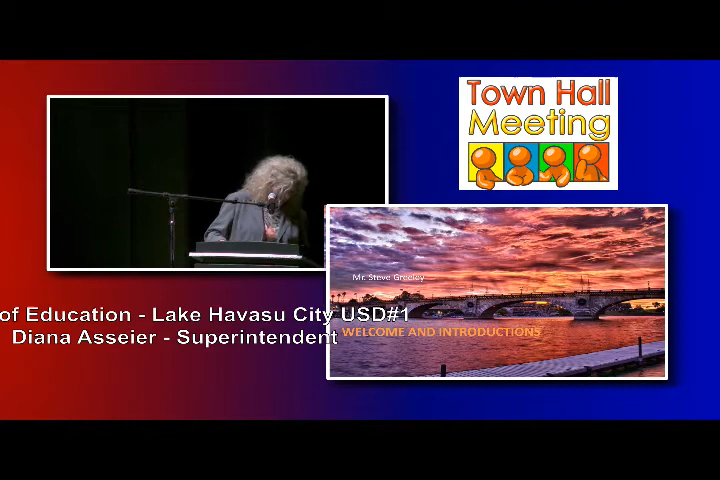 Town Hall
Meeting
Mr. Steve Greeley
of Education - Lake Havasu City USD#1
WELCOME AND INTRODUCTIONS
Diana Asseier - Superintendent